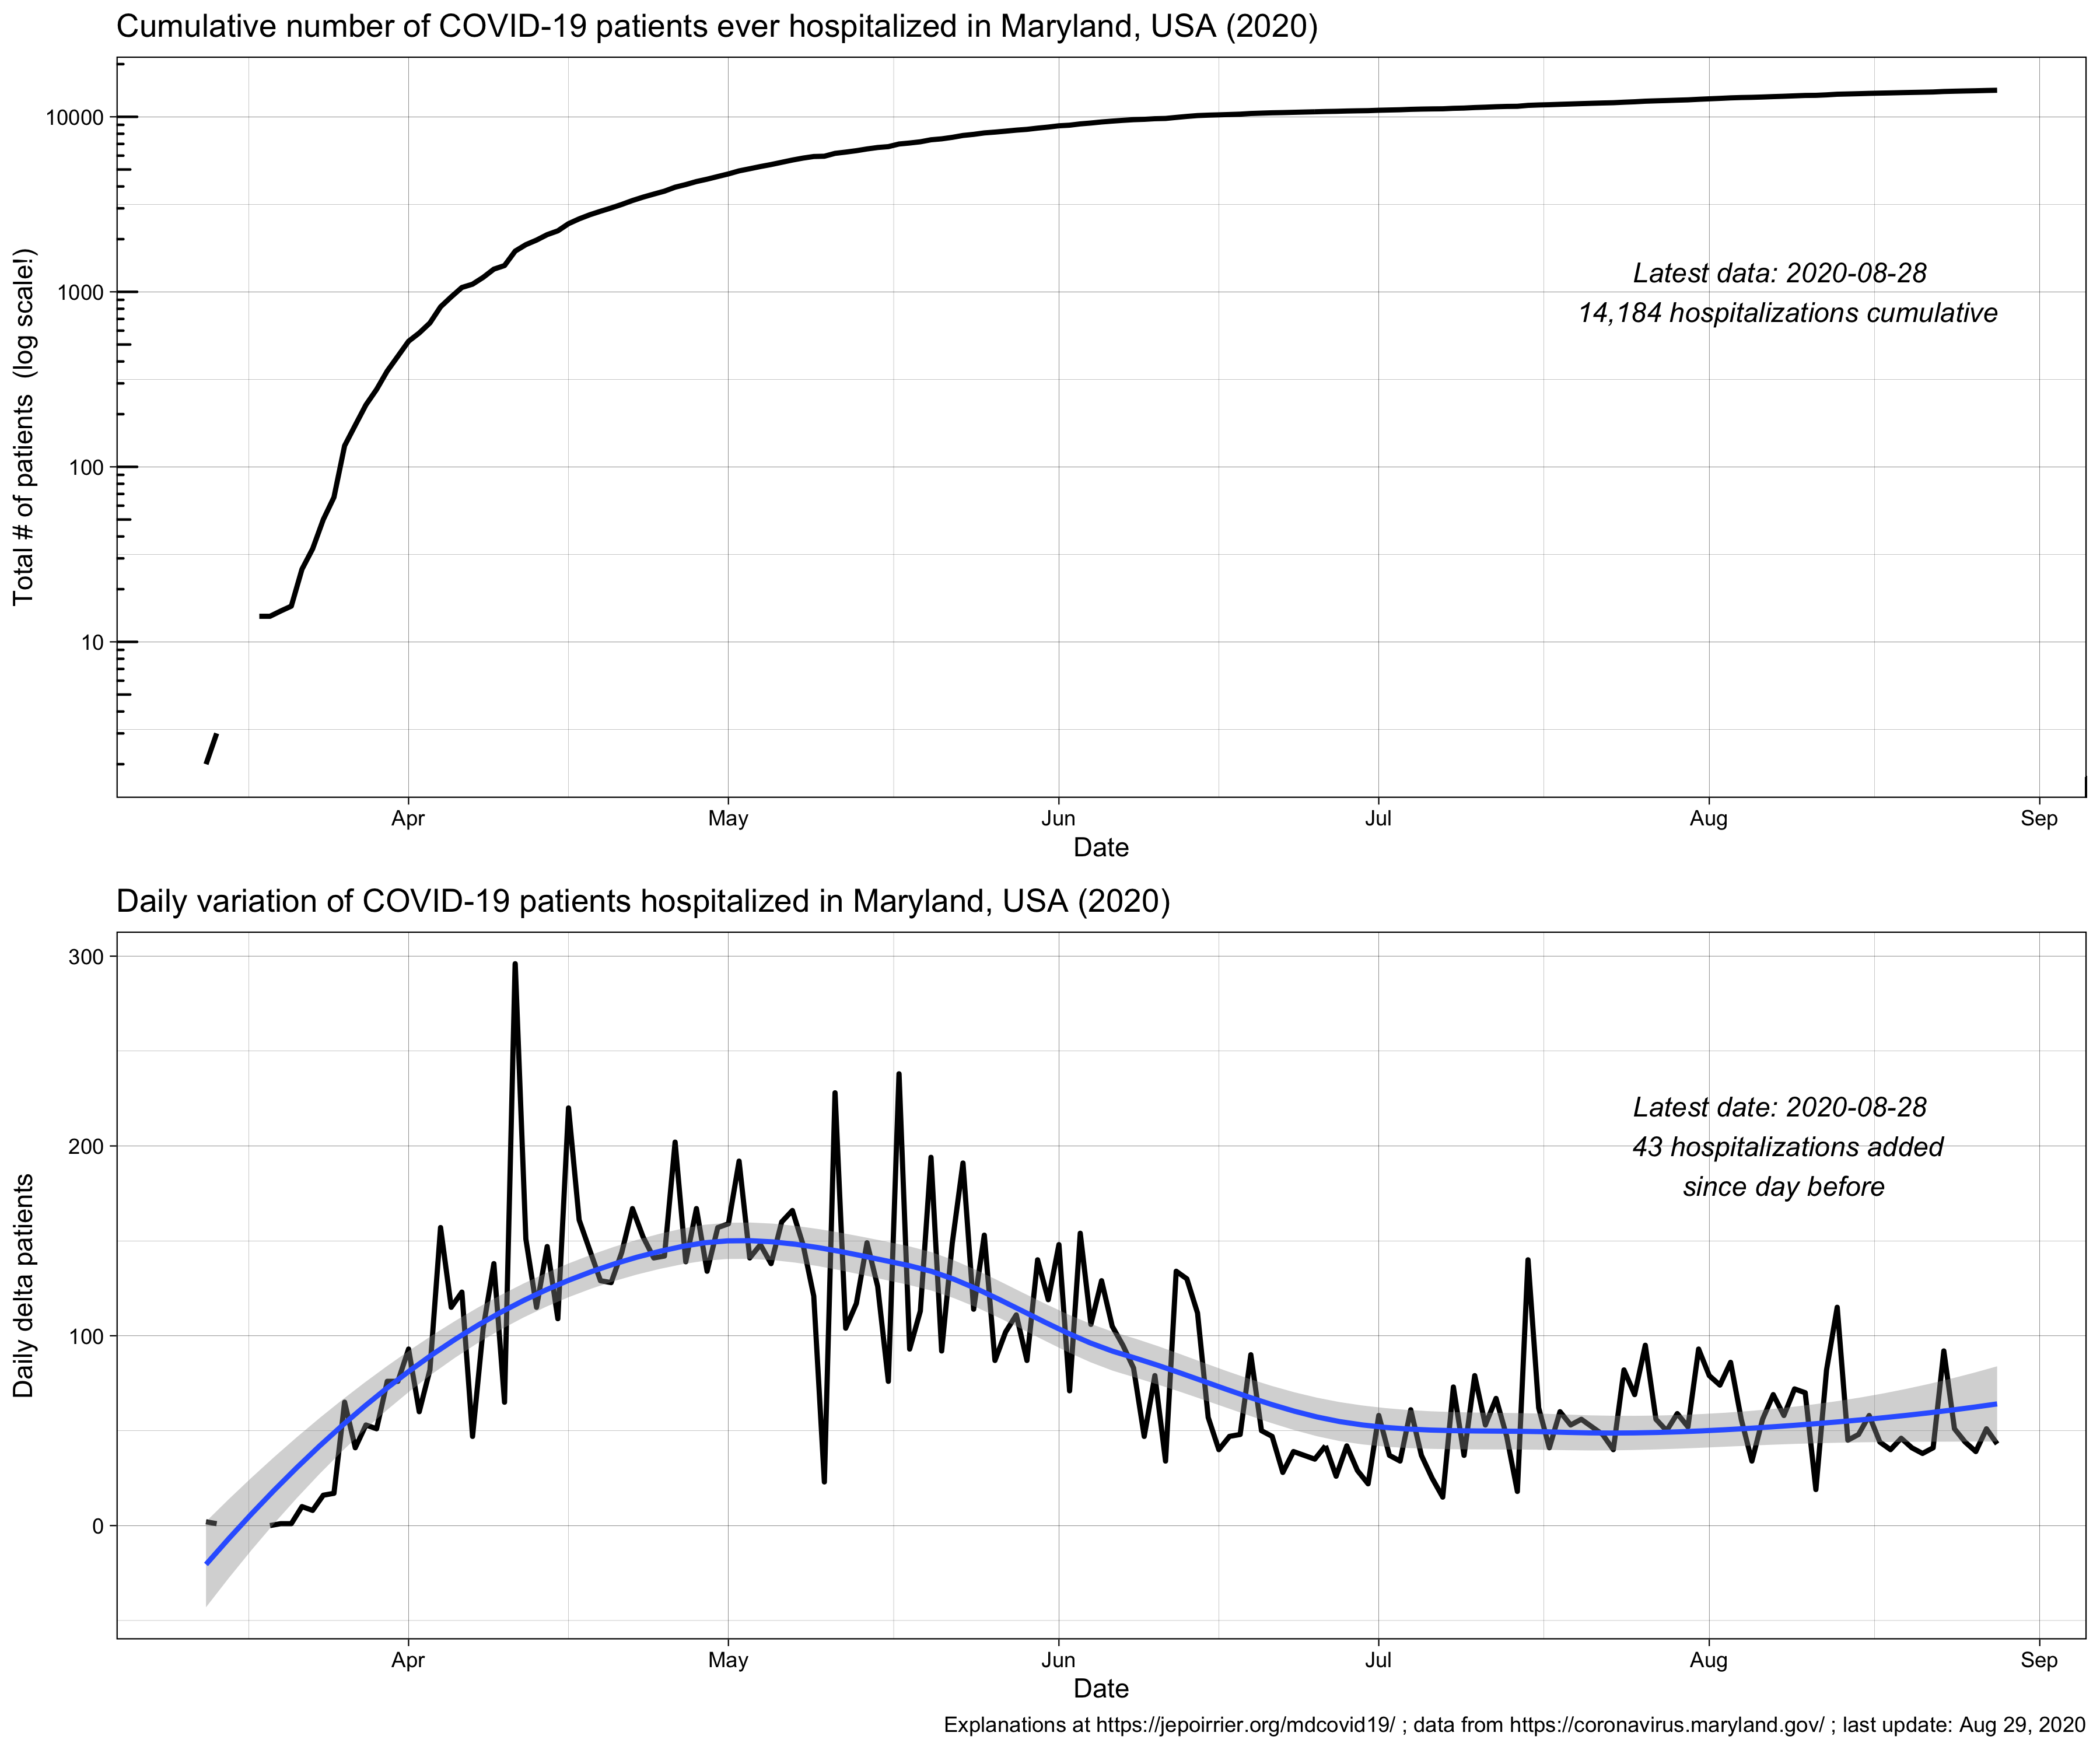 Cumulative number of COVID-19 patients ever hospitalized in Maryland, USA (2020)
Total # of patients  (log scale!)
10000
1000
100
10
Latest data: 2020-08-28
14,184 hospitalizations cumulative
Apr May Jun Jul Aug Sep
Date
Daily variation of COVID-19 patients hospitalized in Maryland, USA (2020)
Daily delta patients
300
200
100
0
Latest date: 2020-08-28
43 hospitalizations added
since day before
Apr May Jun Jul Aug Sep
Date
Explanations at https://jepoirrier.org/mdcovid19/ ; data from https://coronavirus.maryland.gov/ ; last update: Aug 29, 2020